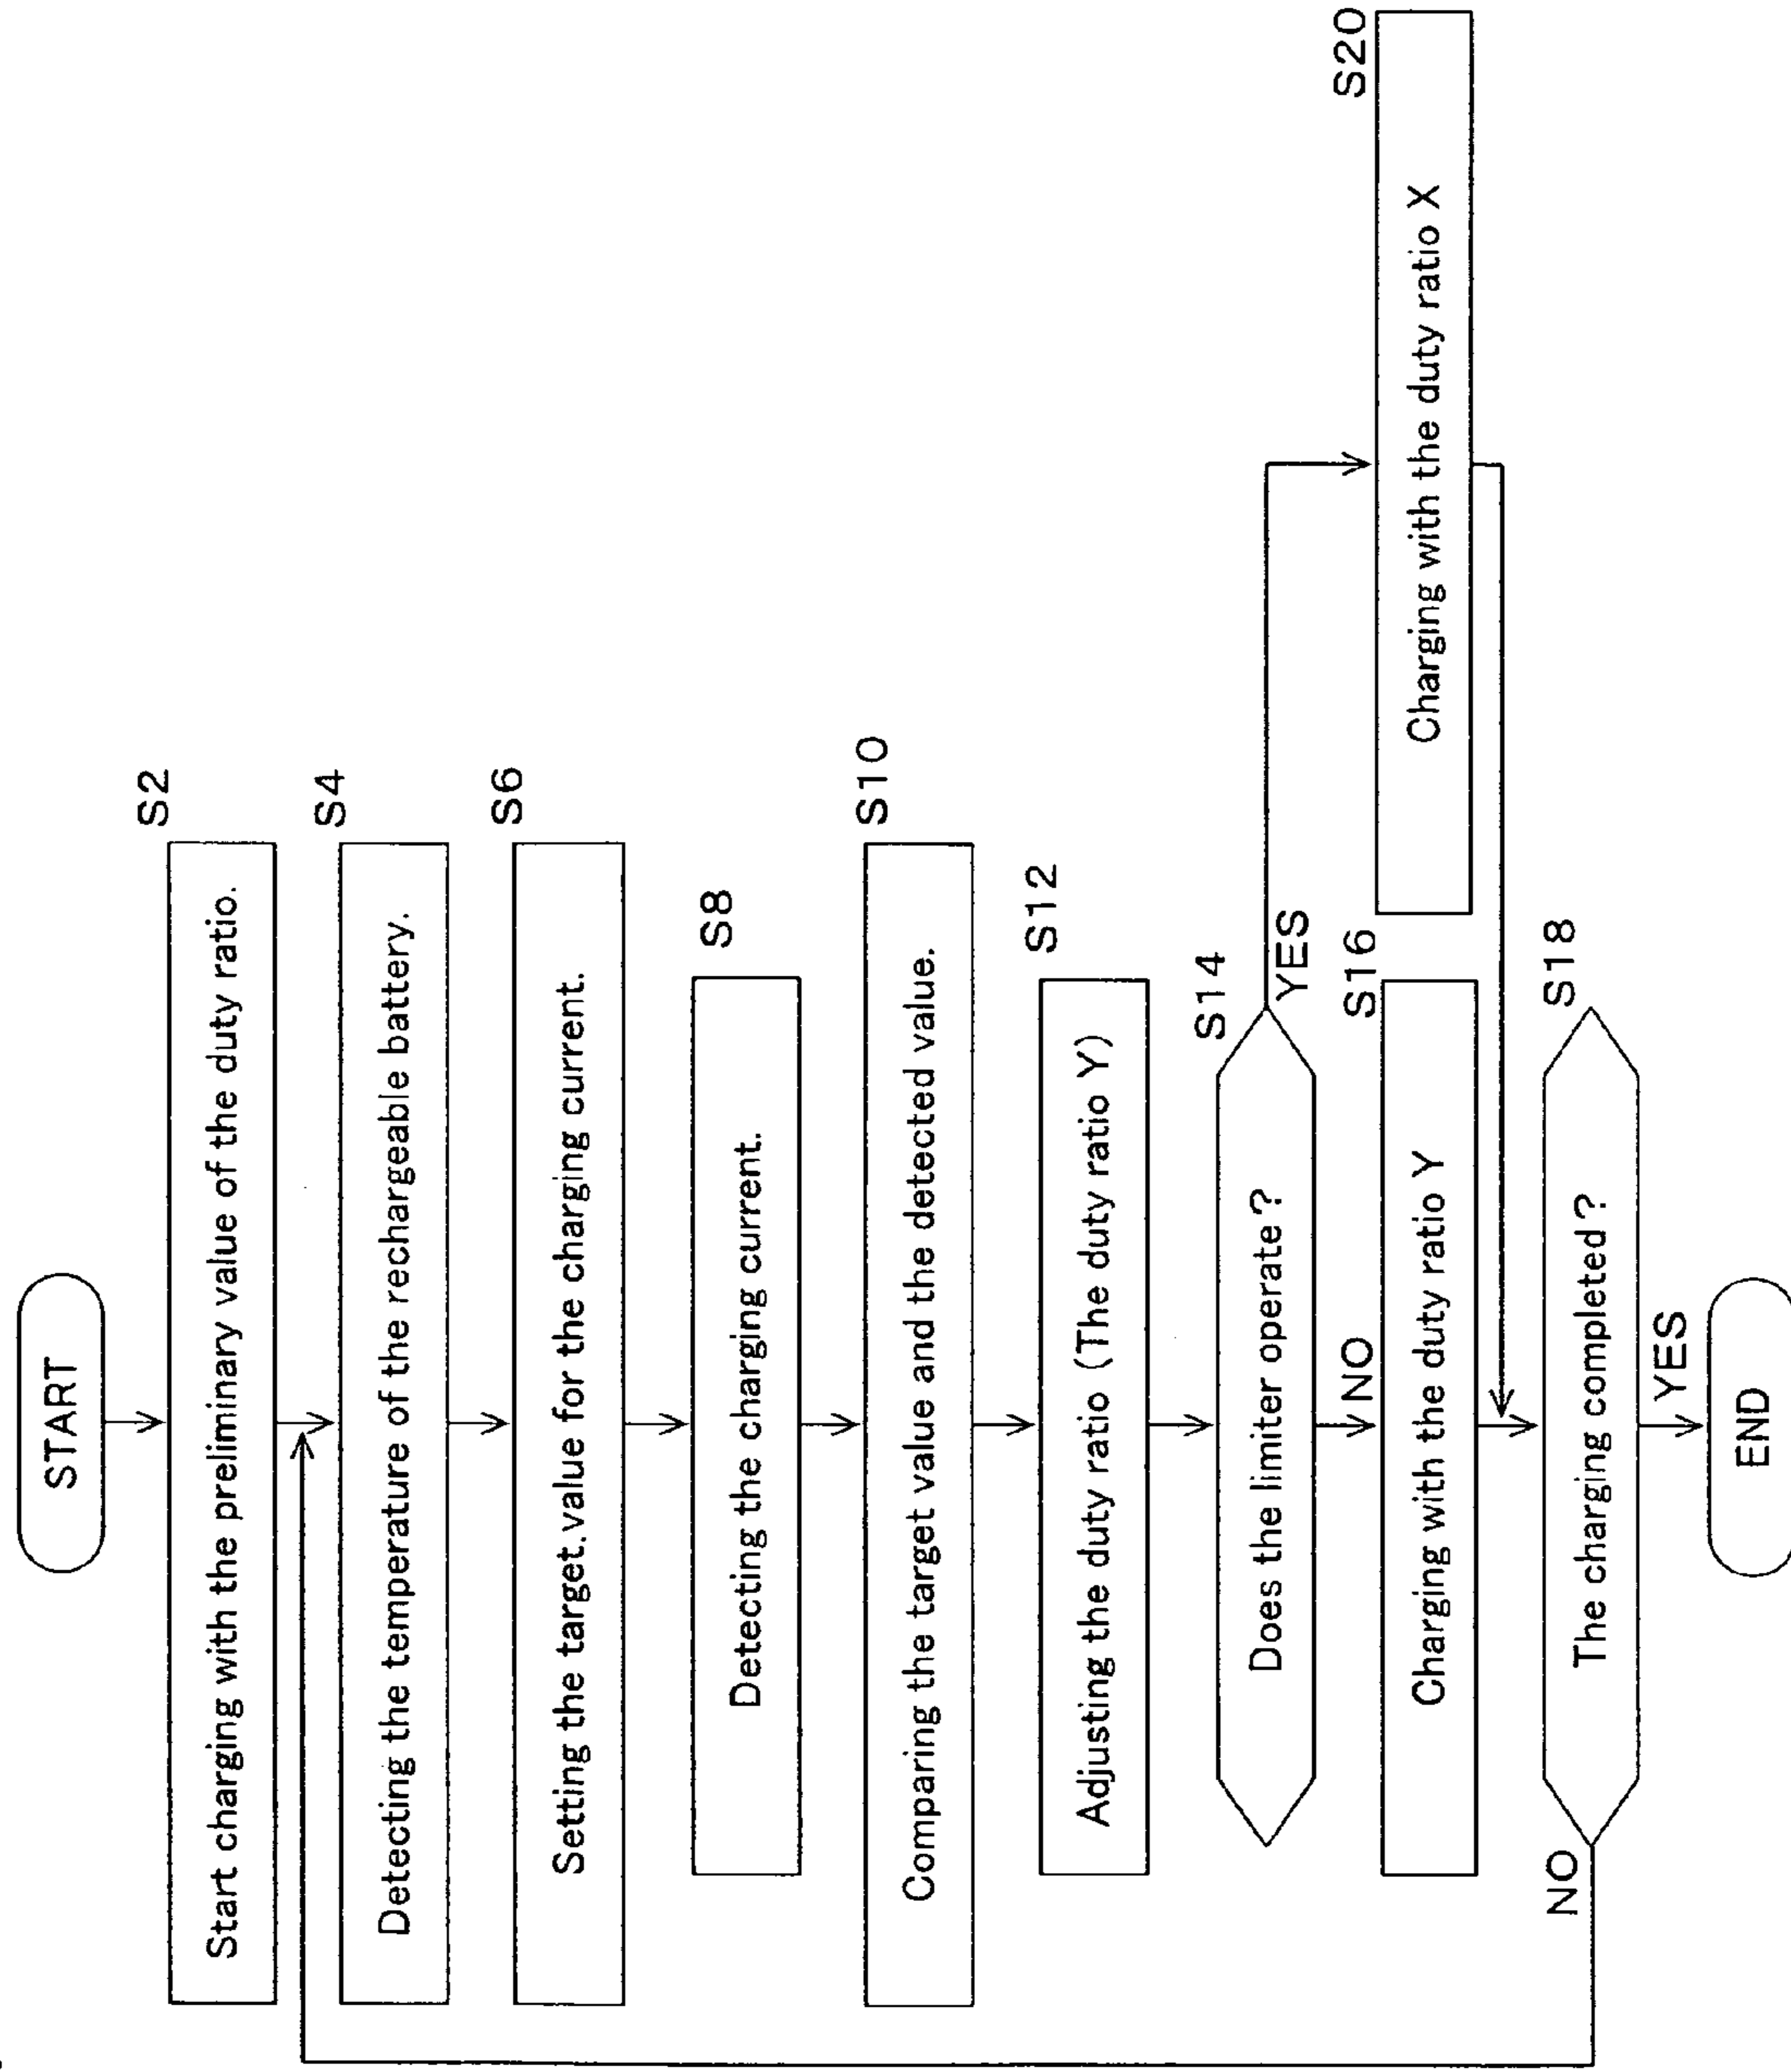 START
S2
Start charging with the preliminary value of the duty ratio.
S4
Detecting the temperature of the rechargeable battery.
S6
Setting the target.value for the charging current.
S8
Detecting the charging current.
S10
Comparing the target value and the detected value.
S12
Adjusting the duty ratio (The duty ratio Y)
S14
Does the limiter operate?
YES
NO
S16
Charging with the duty ratio Y
S20
Charging with the duty ratio X
S18
The charging completed?
NO
YES
END